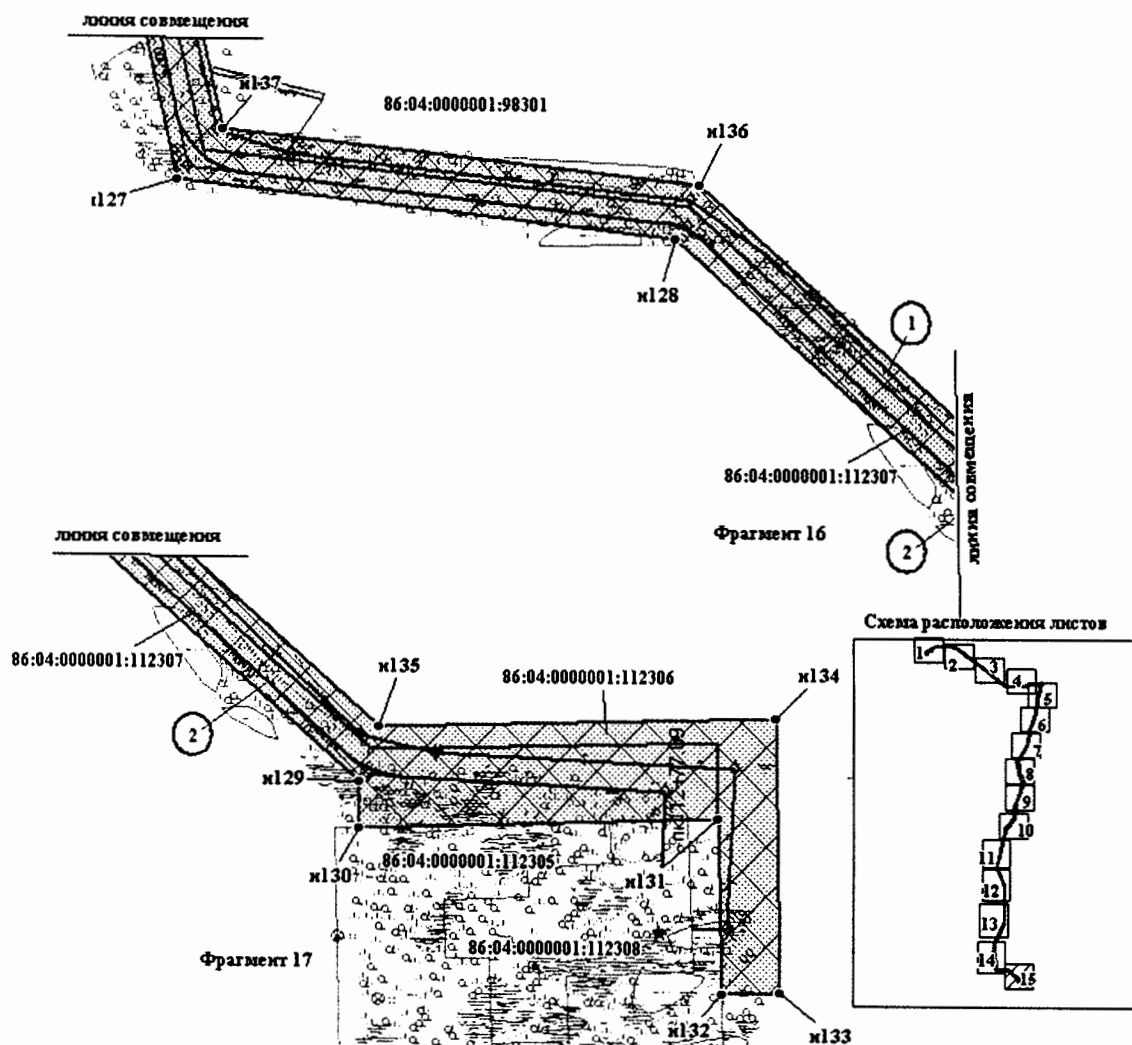 линия совмещения
н137
86:04:0000001:98301
н136
н127
н128
1
86:04:0000001:112307
линия совмещения
Фрагмент 16
2
линия совмещения
Схема расположения листов
86:04:0000001:112307
н135
86:04:0000001:112306
н134
2
н129
н130
86:04:0000001:112305
н131
86:04:0000001:112308
Фрагмент 17
н132
н133
1
2
3
4
5
6
7
8
9
10
11
12
13
14
15